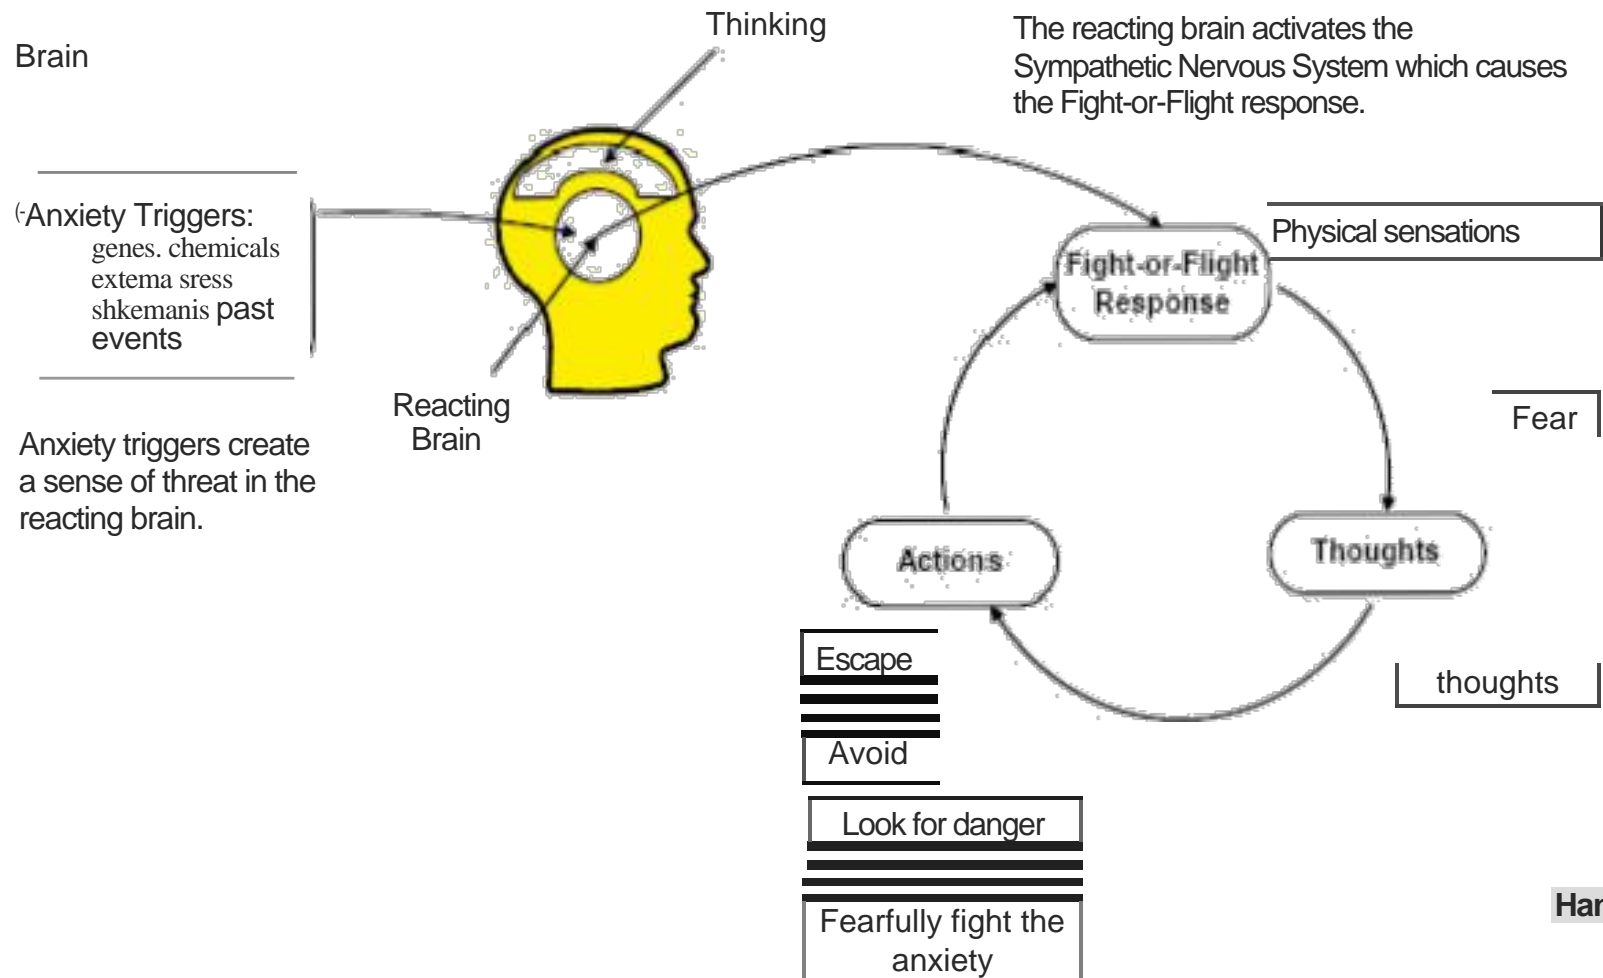 Thinking
Brain
The reacting brain activates the
Sympathetic Nervous System which causes
the Fight-or-Flight response.
(-Anxiety Triggers:
genes. chemicals
extema sress
shkemanis past
events
Reacting
Brain
Anxiety triggers create
a sense of threat in the
reacting brain.
Physical sensations
Fight-or-Flight
Response
Fear
Thoughts
Actions
thoughts
Escape
Avoid
Look for danger
Fearfully fight the
anxiety